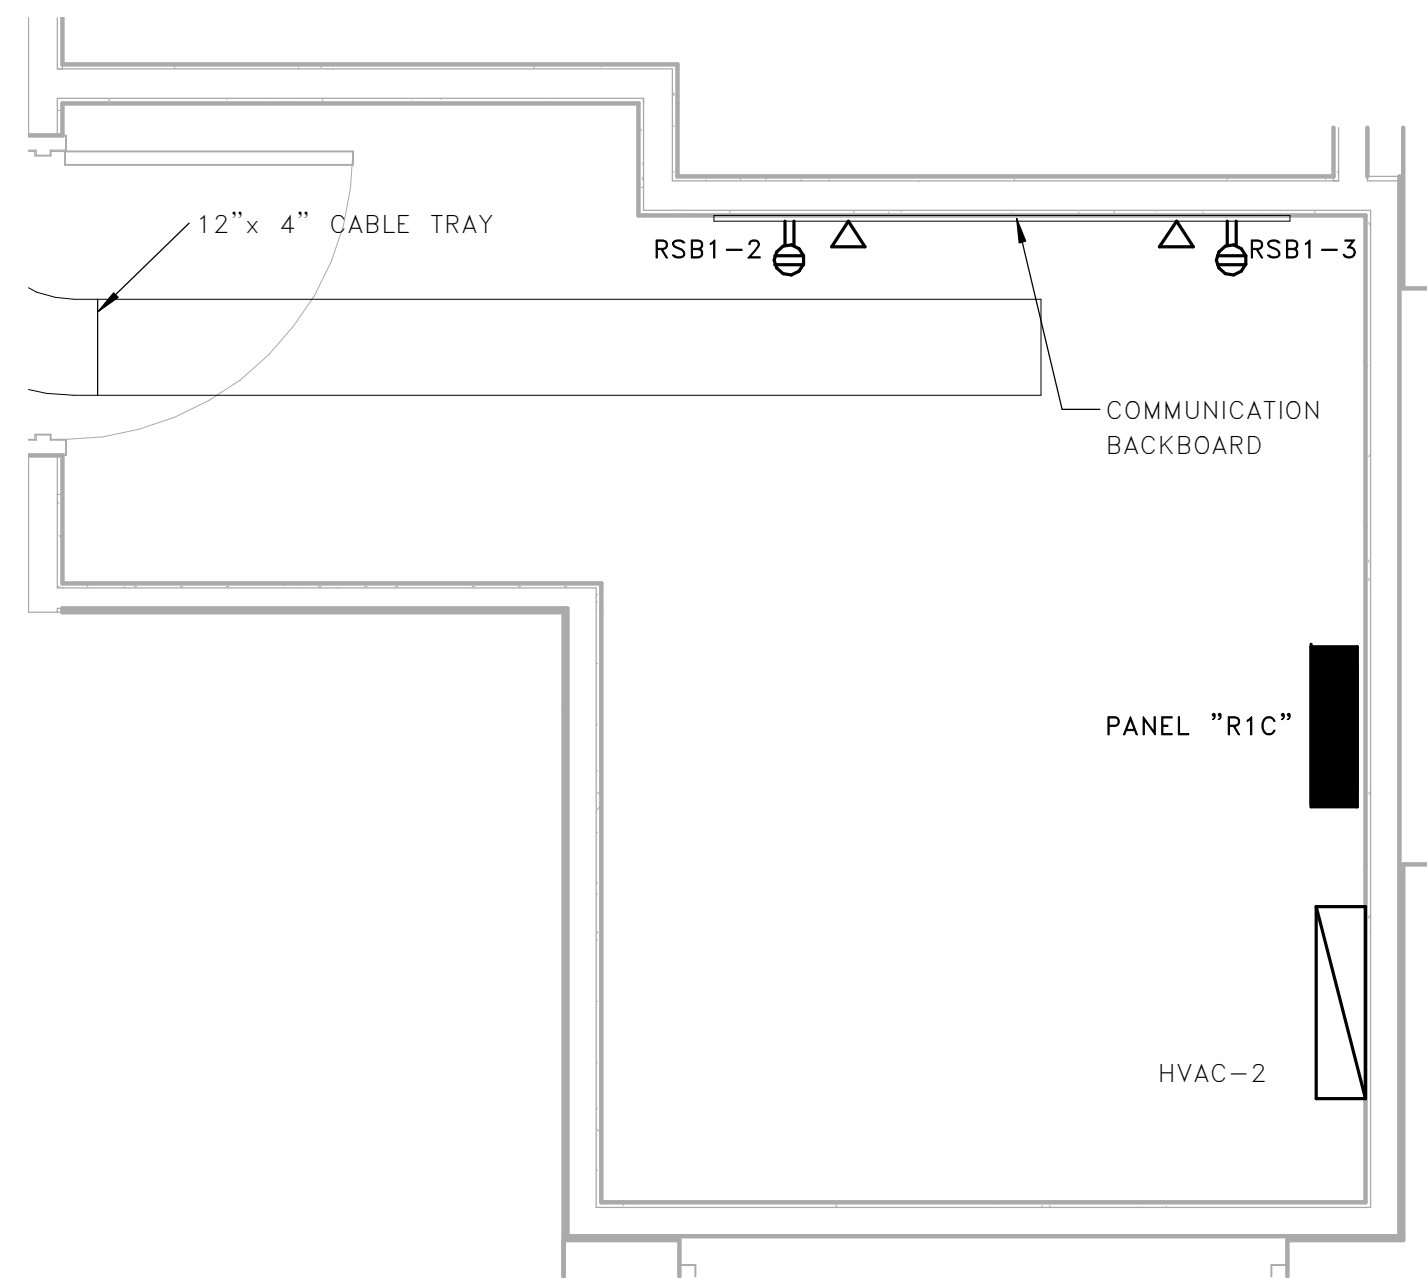 12”x 4” CABLE TRAY
RSB1-2
RSB1-3
COMMUNICATION
BACKBOARD
PANEL ”R1C”
HVAC-2